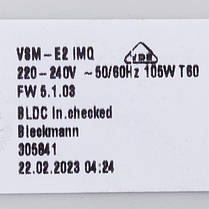 VSM-E2 IMQ
220-240V ~50/60Hz 105W T60
FW 5.1.03
BLDC In.checked
Bleckmann
305641
22.02.2023 04:24